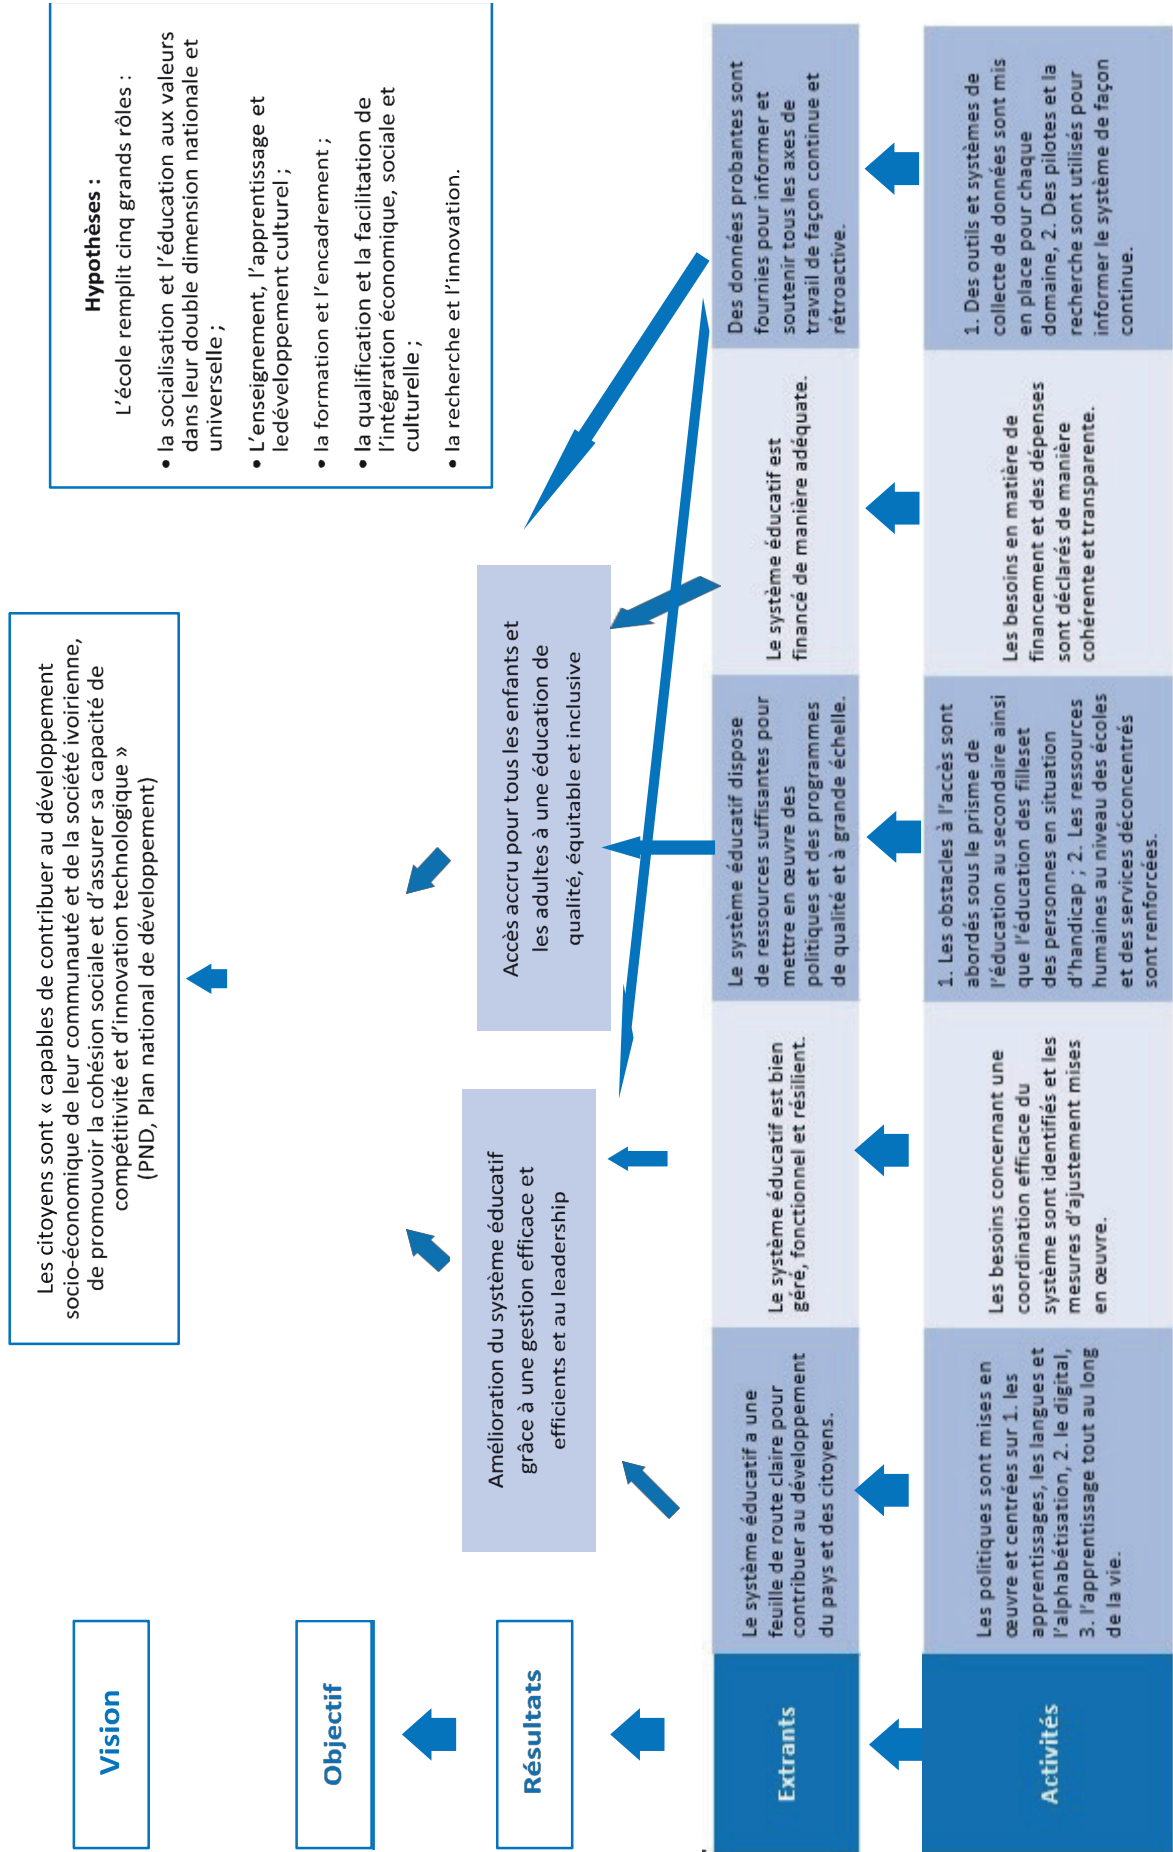 Vision
Les citoyens sont « capables de contribuer au développement
socio-économique de leur communauté et de la société ivoirienne,
de promouvoir la cohésion sociale et d'assurer sa capacité de
compétitivité et d'innovation technologique »
(PND, Plan national de développement)
Hypothèses :
L'école remplit cinq grands rôles :
• la socialisation et l'éducation aux valeurs
dans leur double dimension nationale et
universelle ;
• L'enseignement, l'apprentissage et
ledéveloppement culturel ;
• la formation et l'encadrement ;
• la qualification et la facilitation de
l'intégration économique, sociale et
culturelle ;
• la recherche et l'innovation.
Objectif
Résultats
Amélioration du système éducatif
grâce à une gestion efficace et
efficients et au leadership
Accès accru pour tous les enfants et
les adultes à une éducation de
qualité, équitable et inclusive
Extrants
Le système éducatif a une
feuille de route claire pour
contribuer au développement
du pays et des citoyens.
Le système éducatif est bien
géré, fonctionnel et résilient.
Le système éducatif dispose
de ressources suffisantes pour
mettre en œuvre des
politiques et des programmes
de qualité et à grande échelle.
Le système éducatif est
financé de manière adéquate.
Des données probantes sont
fournies pour informer et
soutenir tous les axes de
travail de façon continue et
rétroactive.
Activités
Les politiques sont mises en
œuvre et centrées sur 1. les
apprentissages, les langues et
l'alphabétisation, 2. le digital,
3. l'apprentissage tout au long
de la vie.
Les besoins concernant une
coordination efficace du
système sont identifiés et les
mesures d'ajustement mises
en œuvre.
1. Les obstacles à l'accès sont
abordés sous le prisme de
l'éducation au secondaire ainsi
que l'éducation des filleset
des personnes en situation
d'handicap ; 2. Les ressources
humaines au niveau des écoles
et des services déconcentrés
sont renforcées.
Les besoins en matière de
financement et des dépenses
sont déclarés de manière
cohérente et transparente.
1. Des outils et systèmes de
collecte de données sont mis
en place pour chaque
domaine, 2. Des pilotes et la
recherche sont utilisés pour
informer le système de façon
continue.